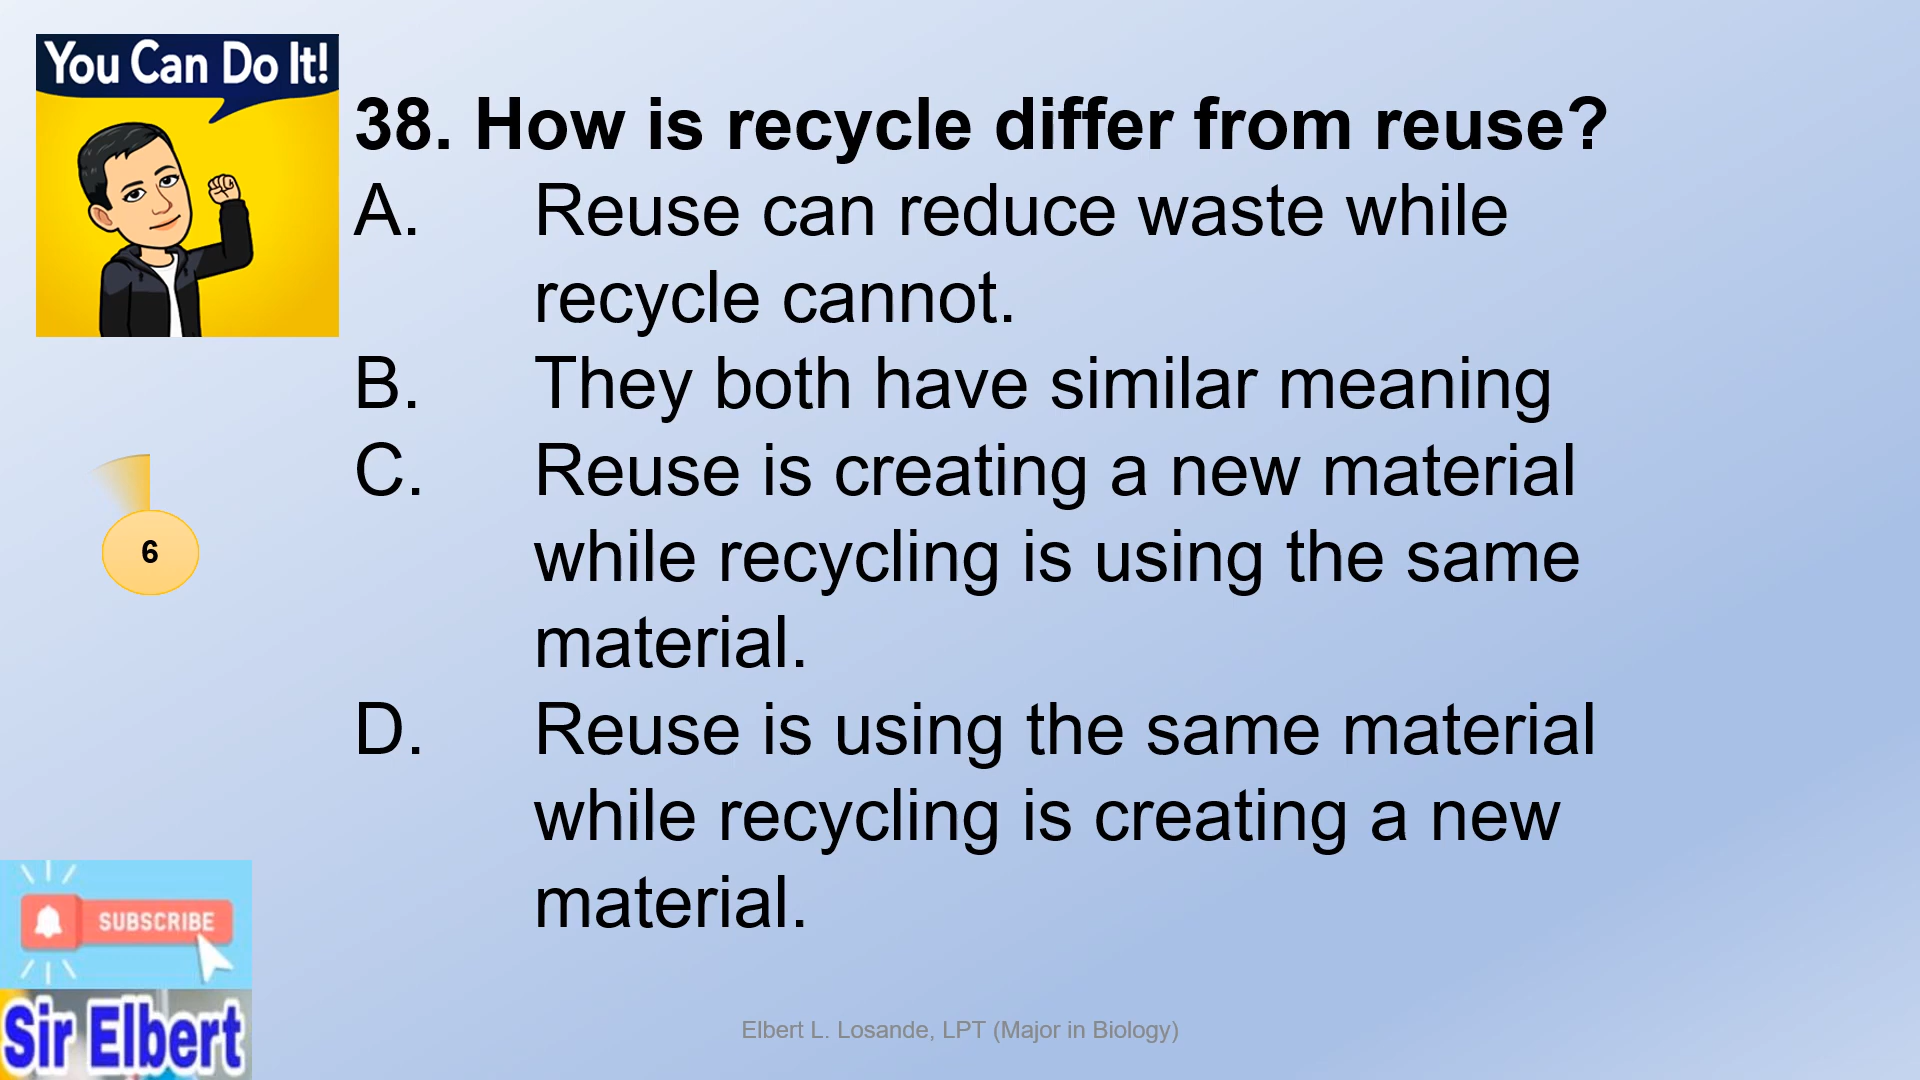 You Can Do It!
38. How is recycle differ from reuse?
A. Reuse can reduce waste while
recycle cannot.
B. They both have similar meaning
C. Reuse is creating a new material
while recycling is using the same
material.
D. Reuse is using the same material
while recycling is creating a new
material.
6
SUBSCRIBE
Sir Elbert
Elbert L. Losande, LPT (Major in Biology)